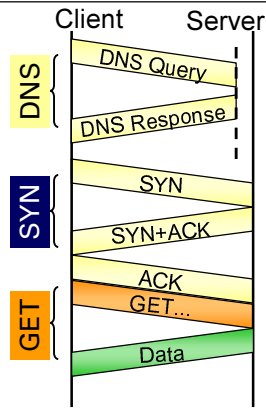 Client Server
DNS
DNS Query
DNS Response
SYN
SYN
SYN+ACK
ACK
GET
GET...
Data